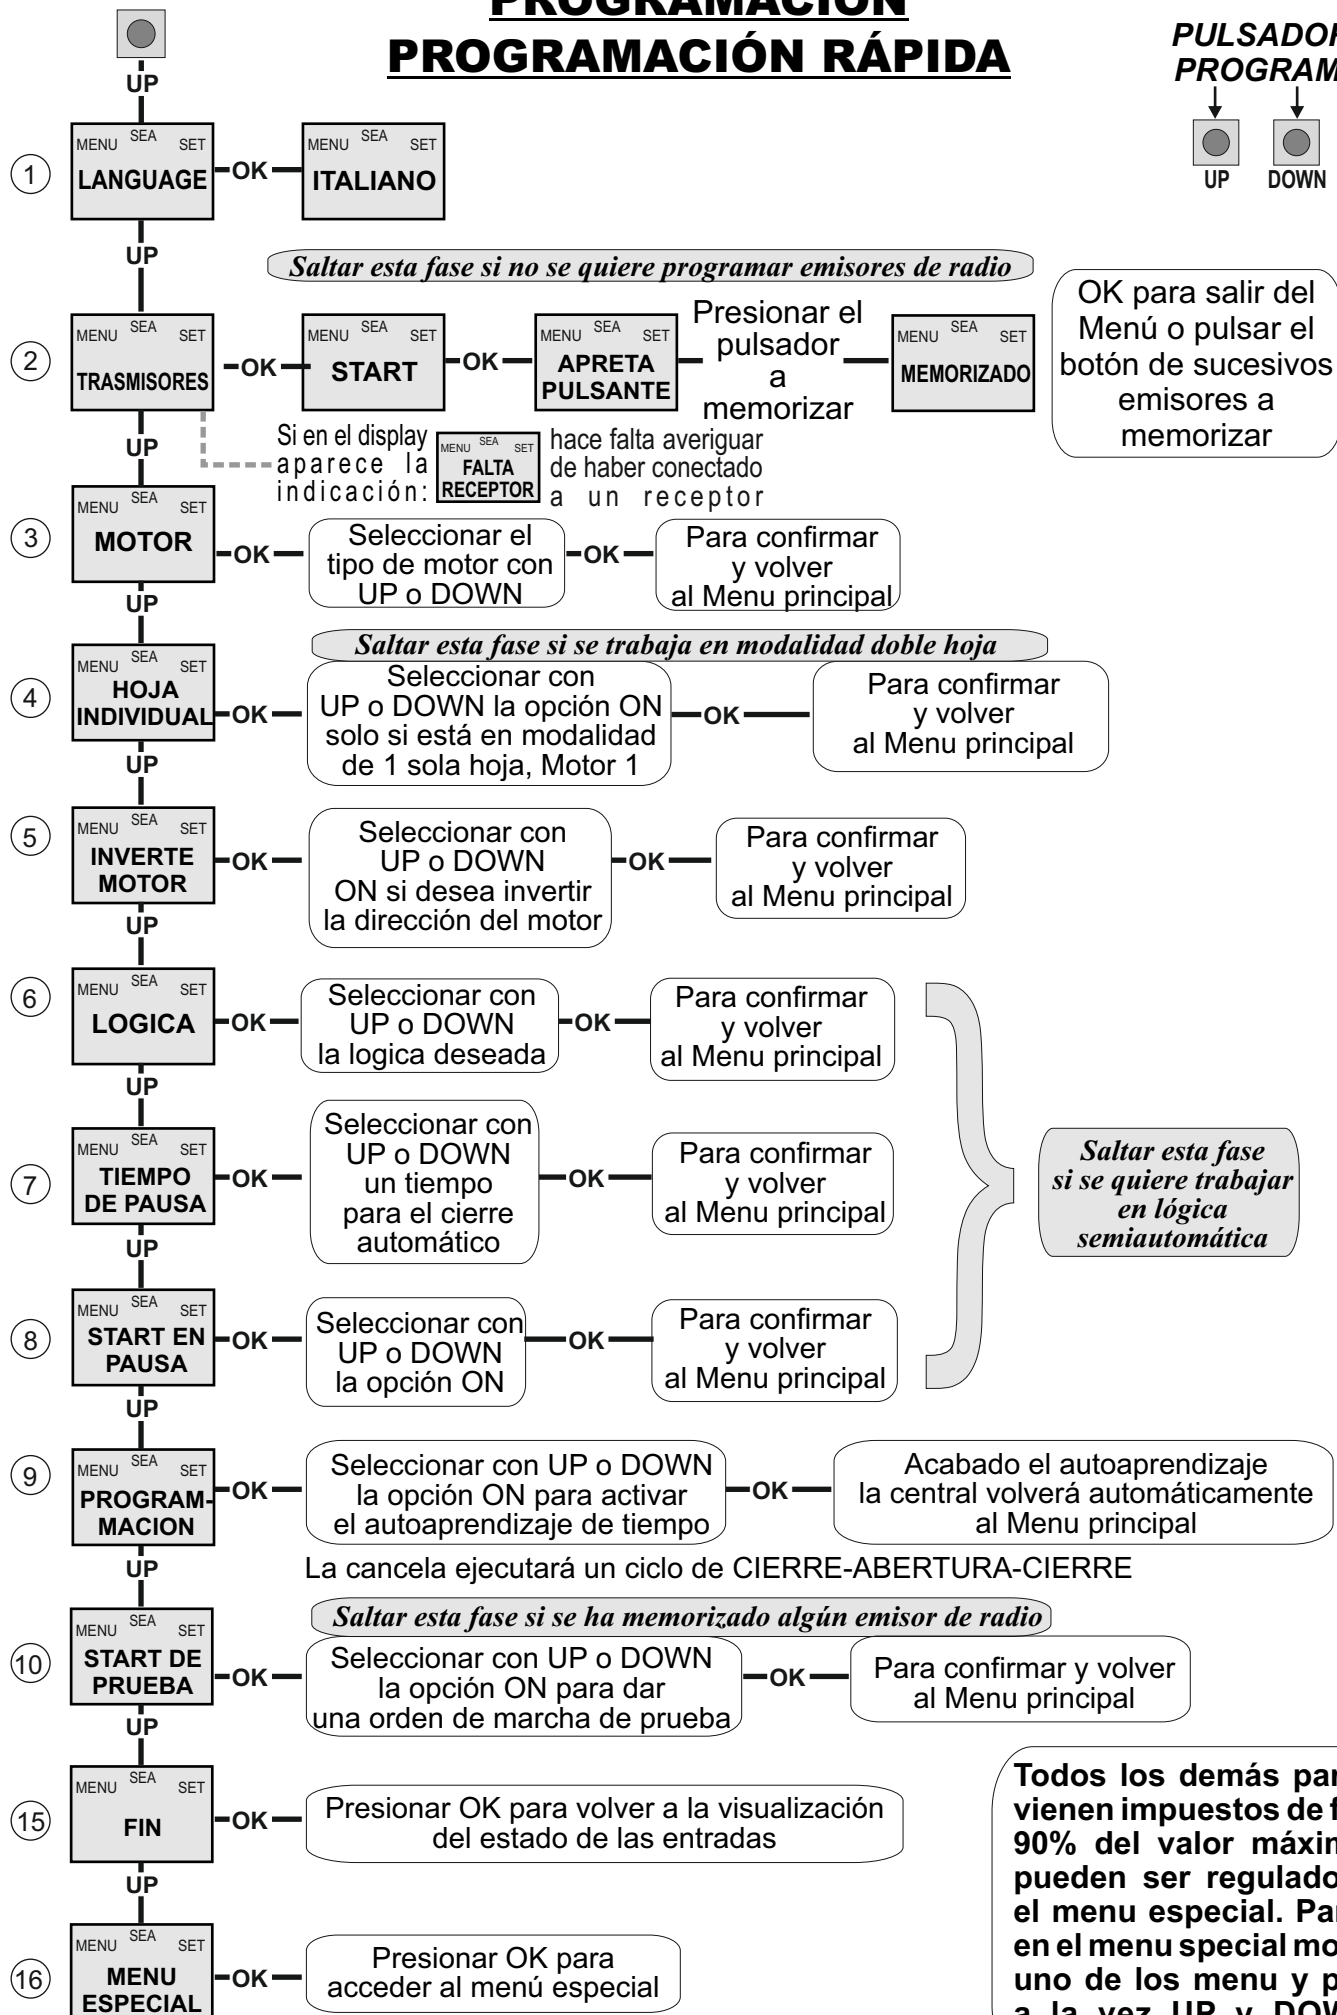 PROGRAMACIÓN
PROGRAMACIÓN RÁPIDA
UP
UP
DOWN
1
MENU SEA SET
LANGUAGE
OK
MENU SEA SET
ITALIANO
UP
Saltar esta fase si no se quiere programar emisores de radio
2
MENU SEA SET
TRASMISORES
OK
MENU SEA SET
START
OK
MENU SEA SET
APRETA
PULSANTE
Presionar el
pulsador
a
memorizar
MENU SEA SET
MEMORIZADO
OK para salir del
Menú o pulsar el
botón de sucesivos
emisores a
memorizar
UP
Si en el display
aparece la
indicación:
MENU SEA SET
FALTA
RECEPTOR
hace falta averiguar
de haber conectado
a un receptor
3
MENU SEA SET
MOTOR
OK
Seleccionar el
tipo de motor con
UP o DOWN
OK
Para confirmar
y volver
al Menu principal
UP
Saltar esta fase si se trabaja en modalidad doble hoja
4
MENU SEA SET
HOJA
INDIVIDUAL
OK
Seleccionar con
UP o DOWN la opción ON
solo si está en modalidad
de 1 sola hoja, Motor 1
OK
Para confirmar
y volver
al Menu principal
UP
5
MENU SEA SET
INVERTE
MOTOR
OK
Seleccionar con
UP o DOWN
ON si desea invertir
la dirección del motor
OK
Para confirmar
y volver
al Menu principal
UP
6
MENU SEA SET
LOGICA
OK
Seleccionar con
UP o DOWN
la logica deseada
OK
Para confirmar
y volver
al Menu principal
UP
7
MENU SEA SET
TIEMPO
DE PAUSA
OK
Seleccionar con
UP o DOWN
un tiempo
para el cierre
automático
OK
Para confirmar
y volver
al Menu principal
Saltar esta fase
si se quiere trabajar
en lógica
semiautomática
UP
8
MENU SEA SET
START EN
PAUSA
OK
Seleccionar con
UP o DOWN
la opción ON
OK
Para confirmar
y volver
al Menu principal
UP
9
MENU SEA SET
PROGRAM-
MACION
OK
Seleccionar con UP o DOWN
la opción ON para activar
el autoaprendizaje de tiempo
OK
Acabado el autoaprendizaje
la central volverá automáticamente
al Menu principal
UP
La cancela ejecutará un ciclo de CIERRE-ABERTURA-CIERRE
Saltar esta fase si se ha memorizado algún emisor de radio
10
MENU SEA SET
START DE
PRUEBA
OK
Seleccionar con UP o DOWN
la opción ON para dar
una orden de marcha de prueba
OK
Para confirmar y volver
al Menu principal
UP
15
MENU SEA SET
FIN
OK
Presionar OK para volver a la visualización
del estado de las entradas
UP
16
MENU SEA SET
MENU
ESPECIAL
OK
Presionar OK para
acceder al menú especial
Todos los demás
vienen impuestos de
90% del valor
pueden ser
el menu especial.
en el menu special
uno de los menu y
a la vez UP y